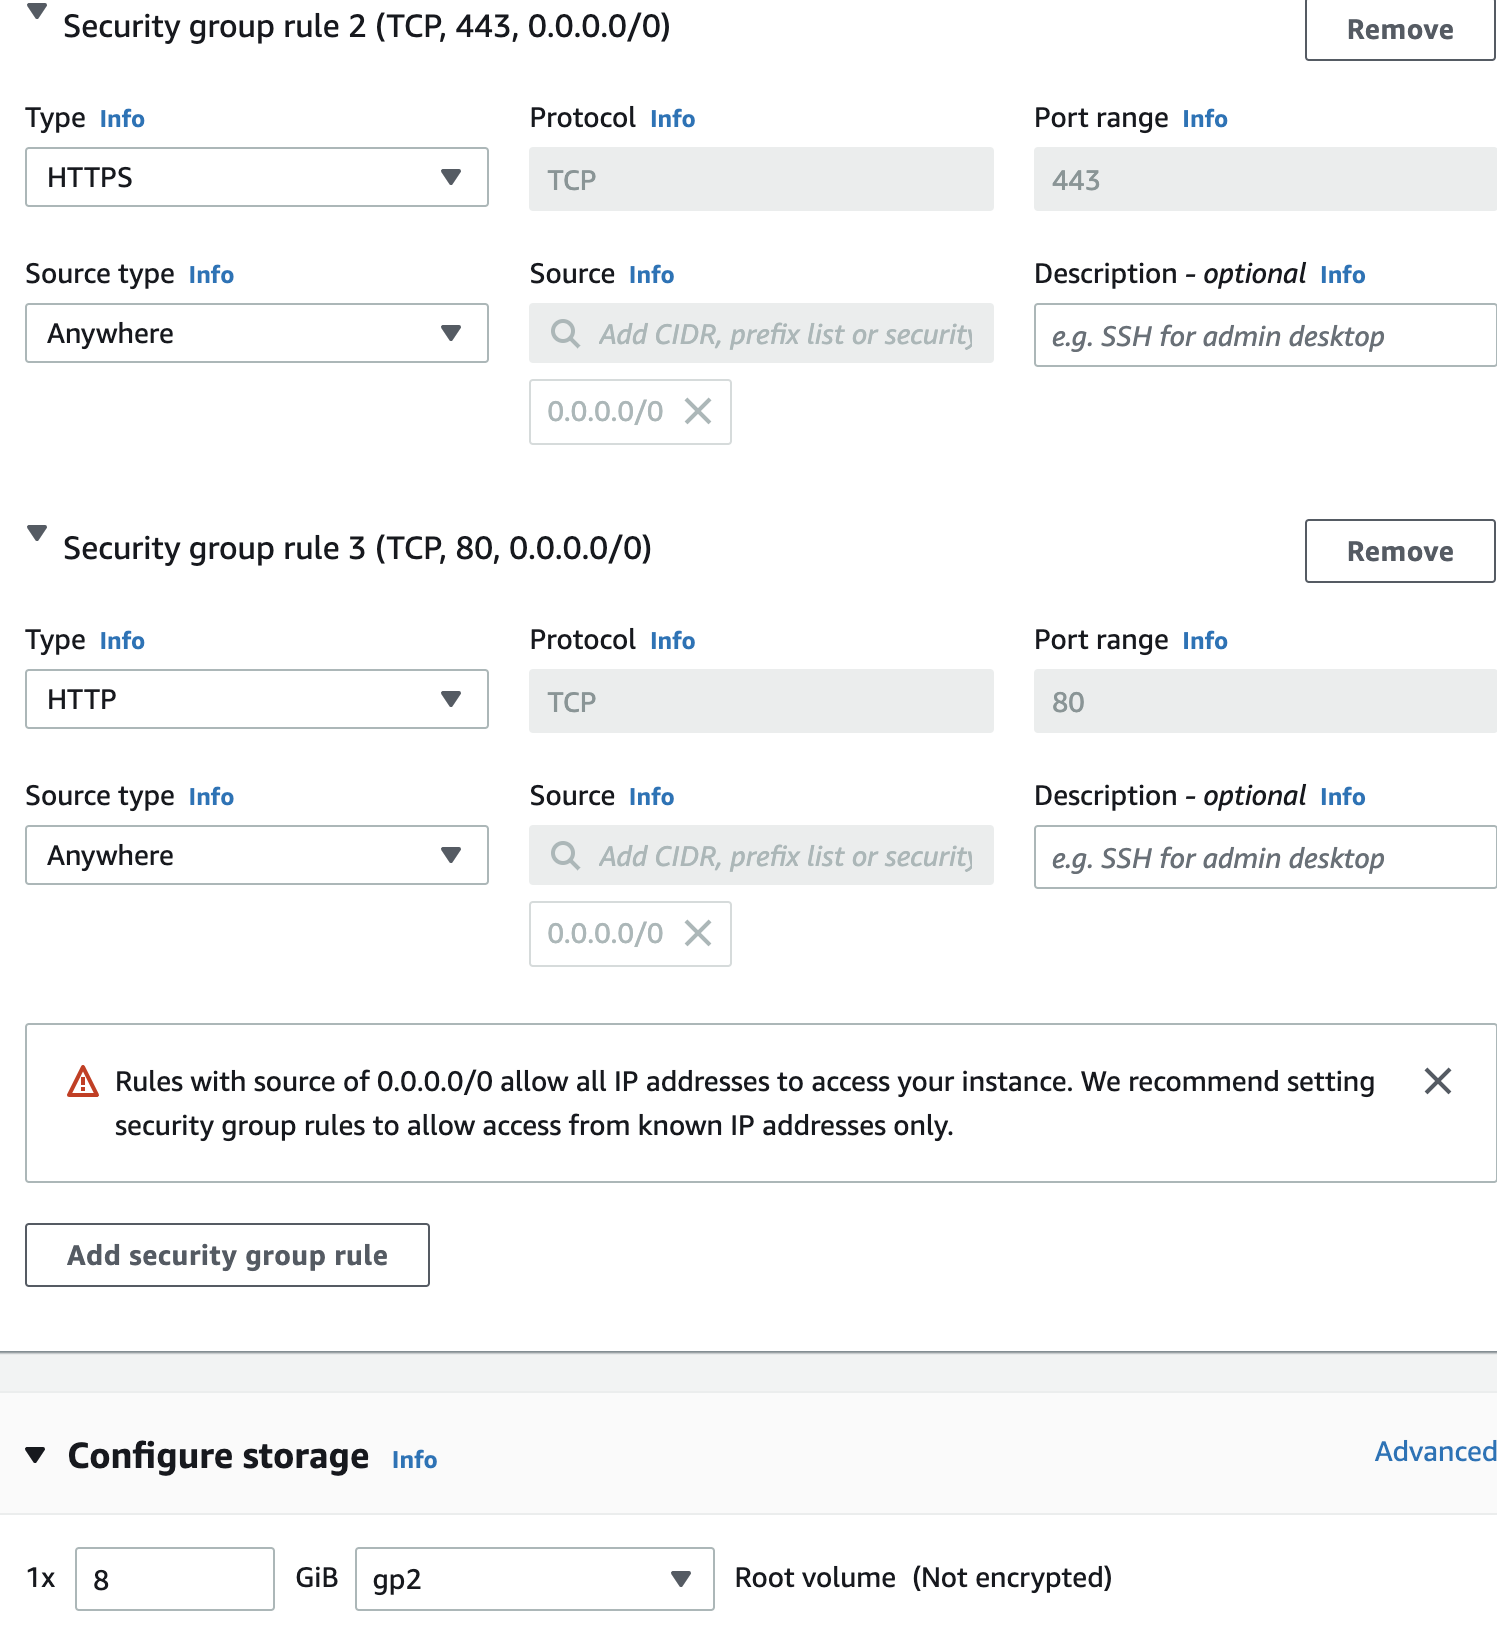 Security group rule 2 (TCP, 443, 0.0.0.0/0)
Remove
Type Info
Protocol Info
Port range Info
HTTPS
TCP
443
Source type Info
Source Info
Description - optional Info
Anywhere
Add CIDR, prefix list or security
e.g. SSH for admin desktop
0.0.0.0/0
Security group rule 3 (TCP, 80, 0.0.0.0/0)
Remove
Type Info
Protocol Info
Port range Info
HTTP
TCP
80
Source type Info
Source Info
Description - optional Info
Anywhere
Add CIDR, prefix list or security
e.g. SSH for admin desktop
0.0.0.0/0
Rules with source of 0.0.0.0/0 allow all IP addresses to access your instance. We recommend setting
security group rules to allow access from known IP addresses only.
Add security group rule
Configure storage Info
Advanced
1x 8 GiB gp2 Root volume (Not encrypted)